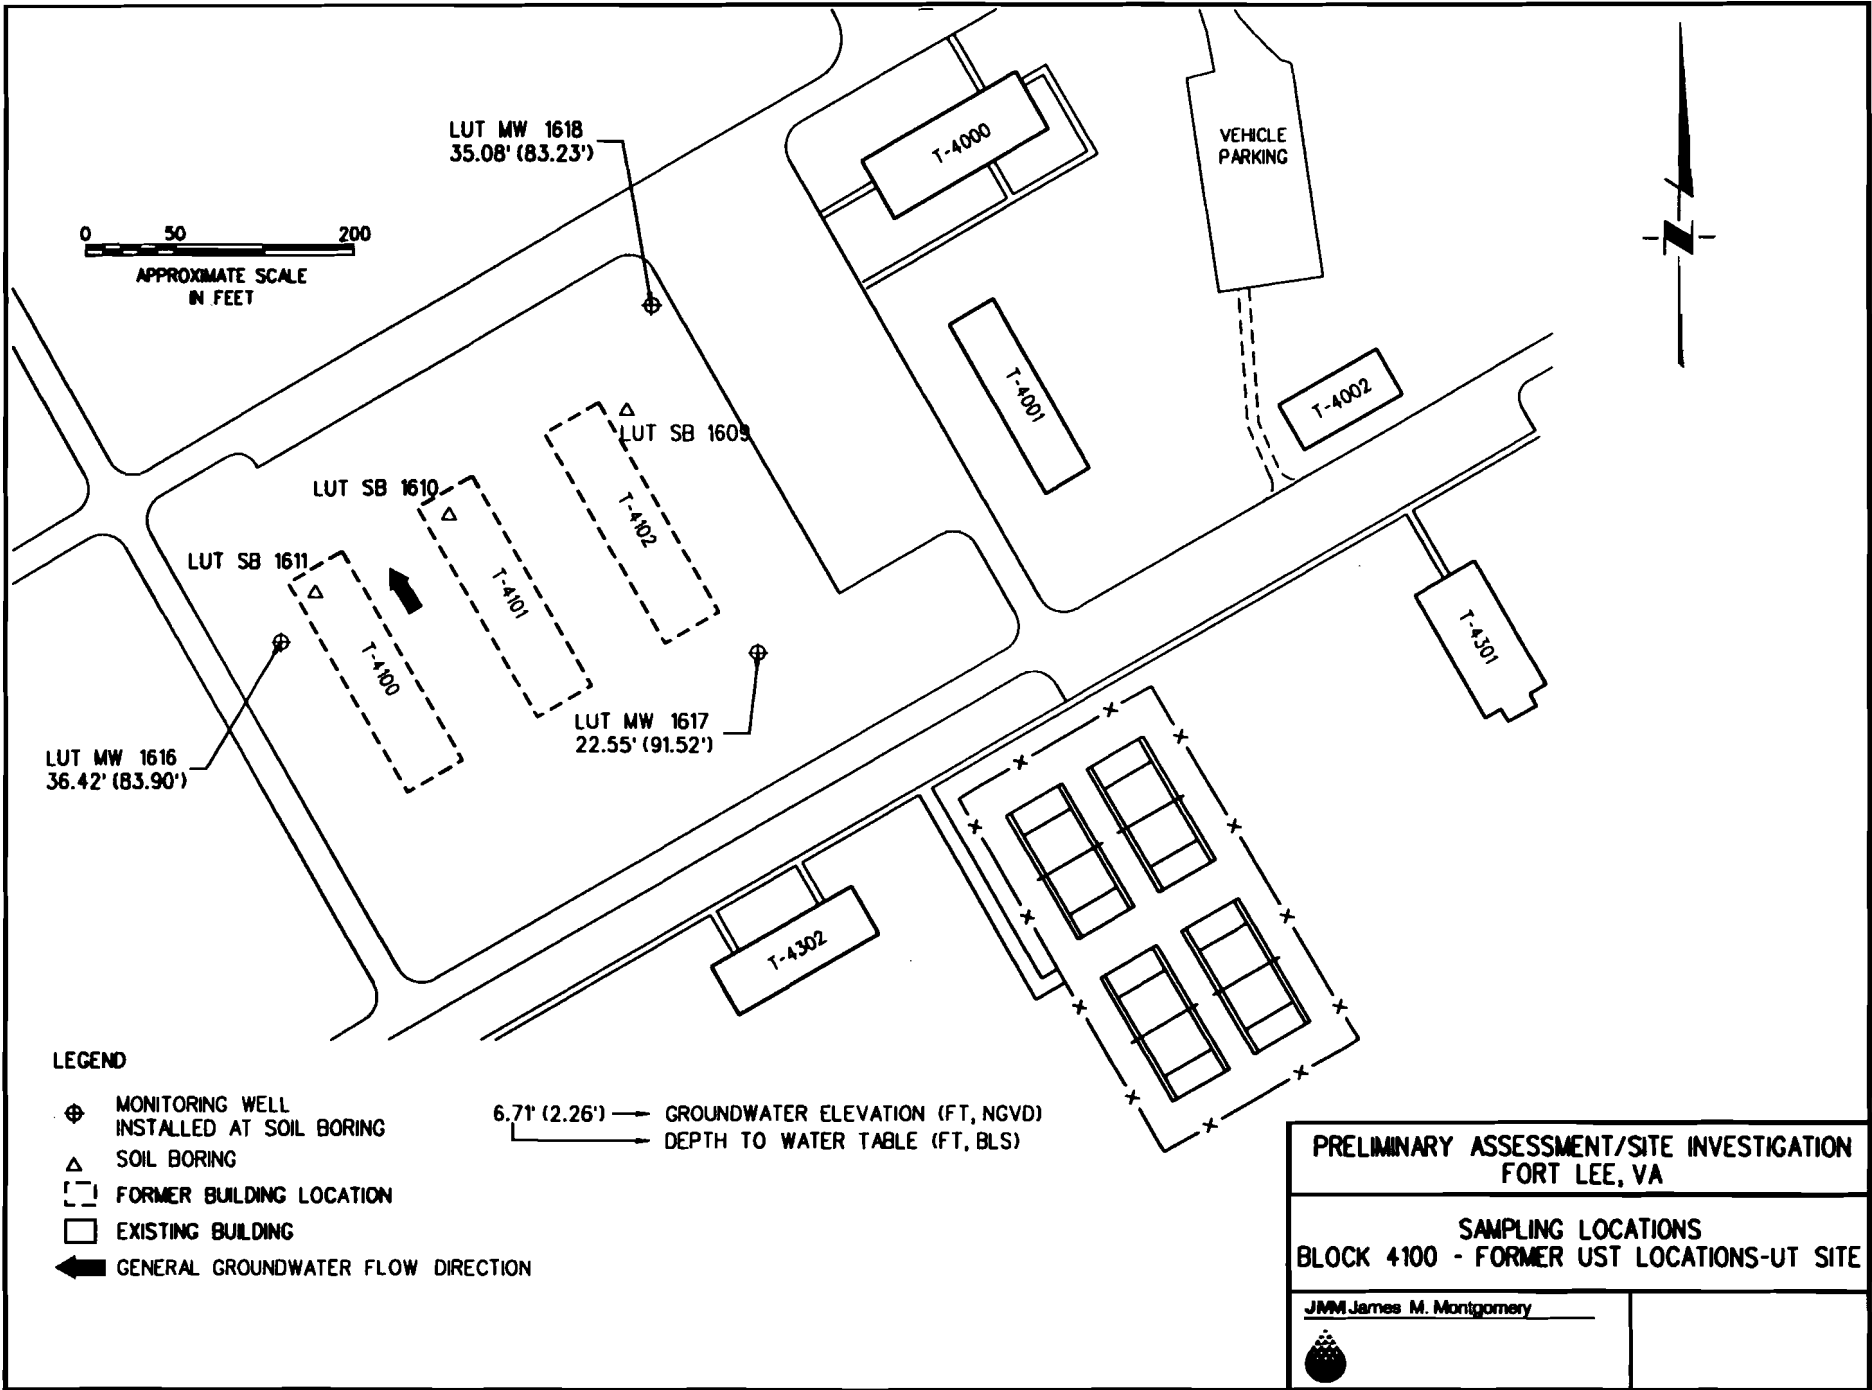 LUT MW 1618
35.08' (83.23')
T-4000
VEHICLE
PARKING
0 50 200
APPROXIMATE SCALE
IN FEET
N
T-4001
T-4002
LUT SB 1609
LUT SB 1610
T-4102
LUT SB 1611
T-4101
T-4100
T-4301
LUT MW 1617
22.55' (91.52')
LUT MW 1616
36.42' (83.90')
T-4302
LEGEND
MONITORING WELL
INSTALLED AT SOIL BORING
SOIL BORING
FORMER BUILDING LOCATION
EXISTING BUILDING
GENERAL GROUNDWATER FLOW DIRECTION
6.71' (2.26') GROUNDWATER ELEVATION (FT, NGVD)
DEPTH TO WATER TABLE (FT, BLS)
PRELIMINARY ASSESSMENT/SITE INVESTIGATION
FORT LEE, VA
SAMPLING LOCATIONS
BLOCK 4100 - FORMER UST LOCATIONS-UT SITE
JMM James M. Montgomery